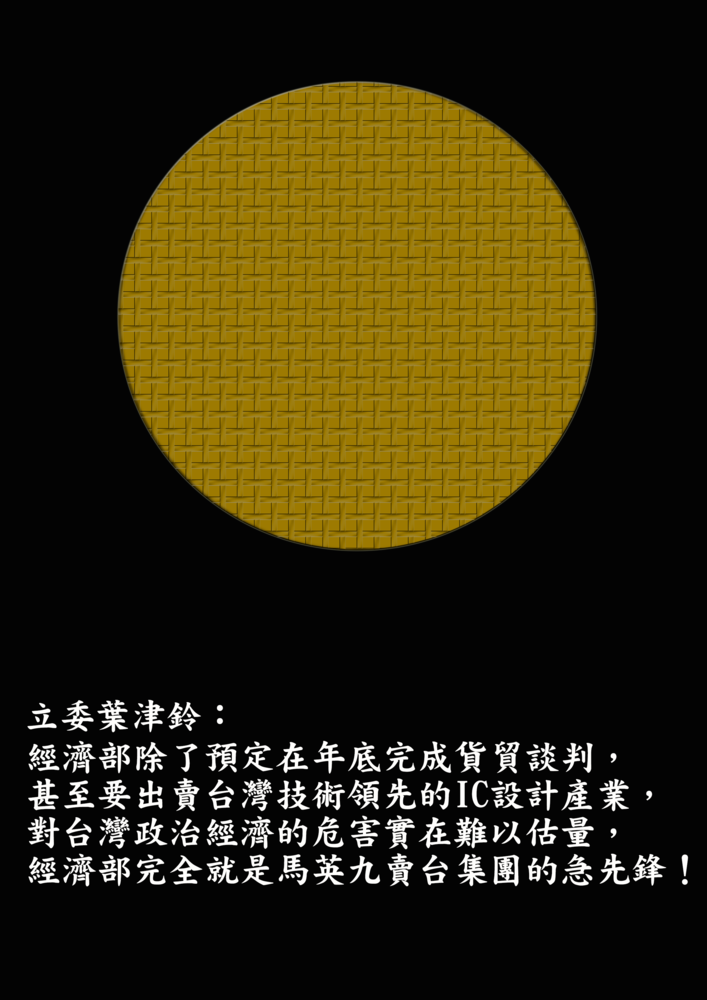 立委葉津鈴：
經濟部除了預定在年底完成貨貿談判，
甚至要出賣台灣技術領先的IC設計產業，
對台灣政治經濟的危害實在難以估量，
經濟部完全就是馬英九賣台集團的急先鋒！